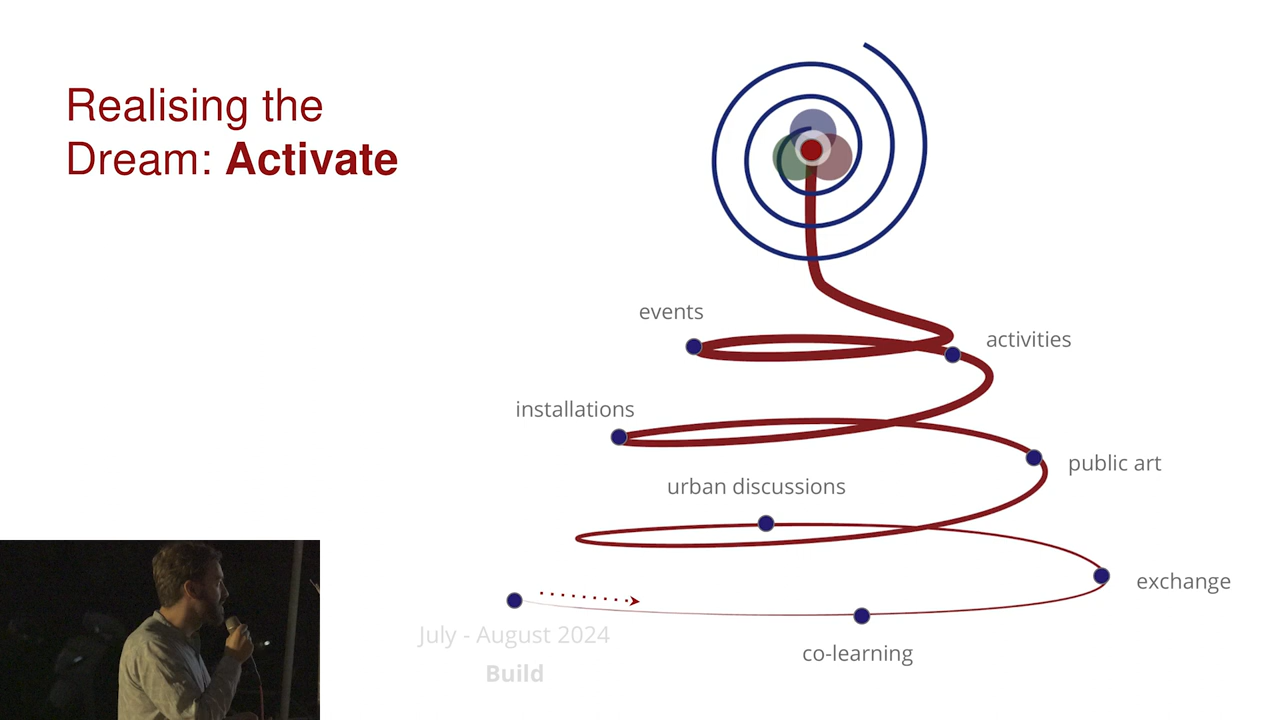 Realising the
Dream: Activate
events
activities
installations
public art
urban discussions
exchange
July - August 2024
Build
co-learning